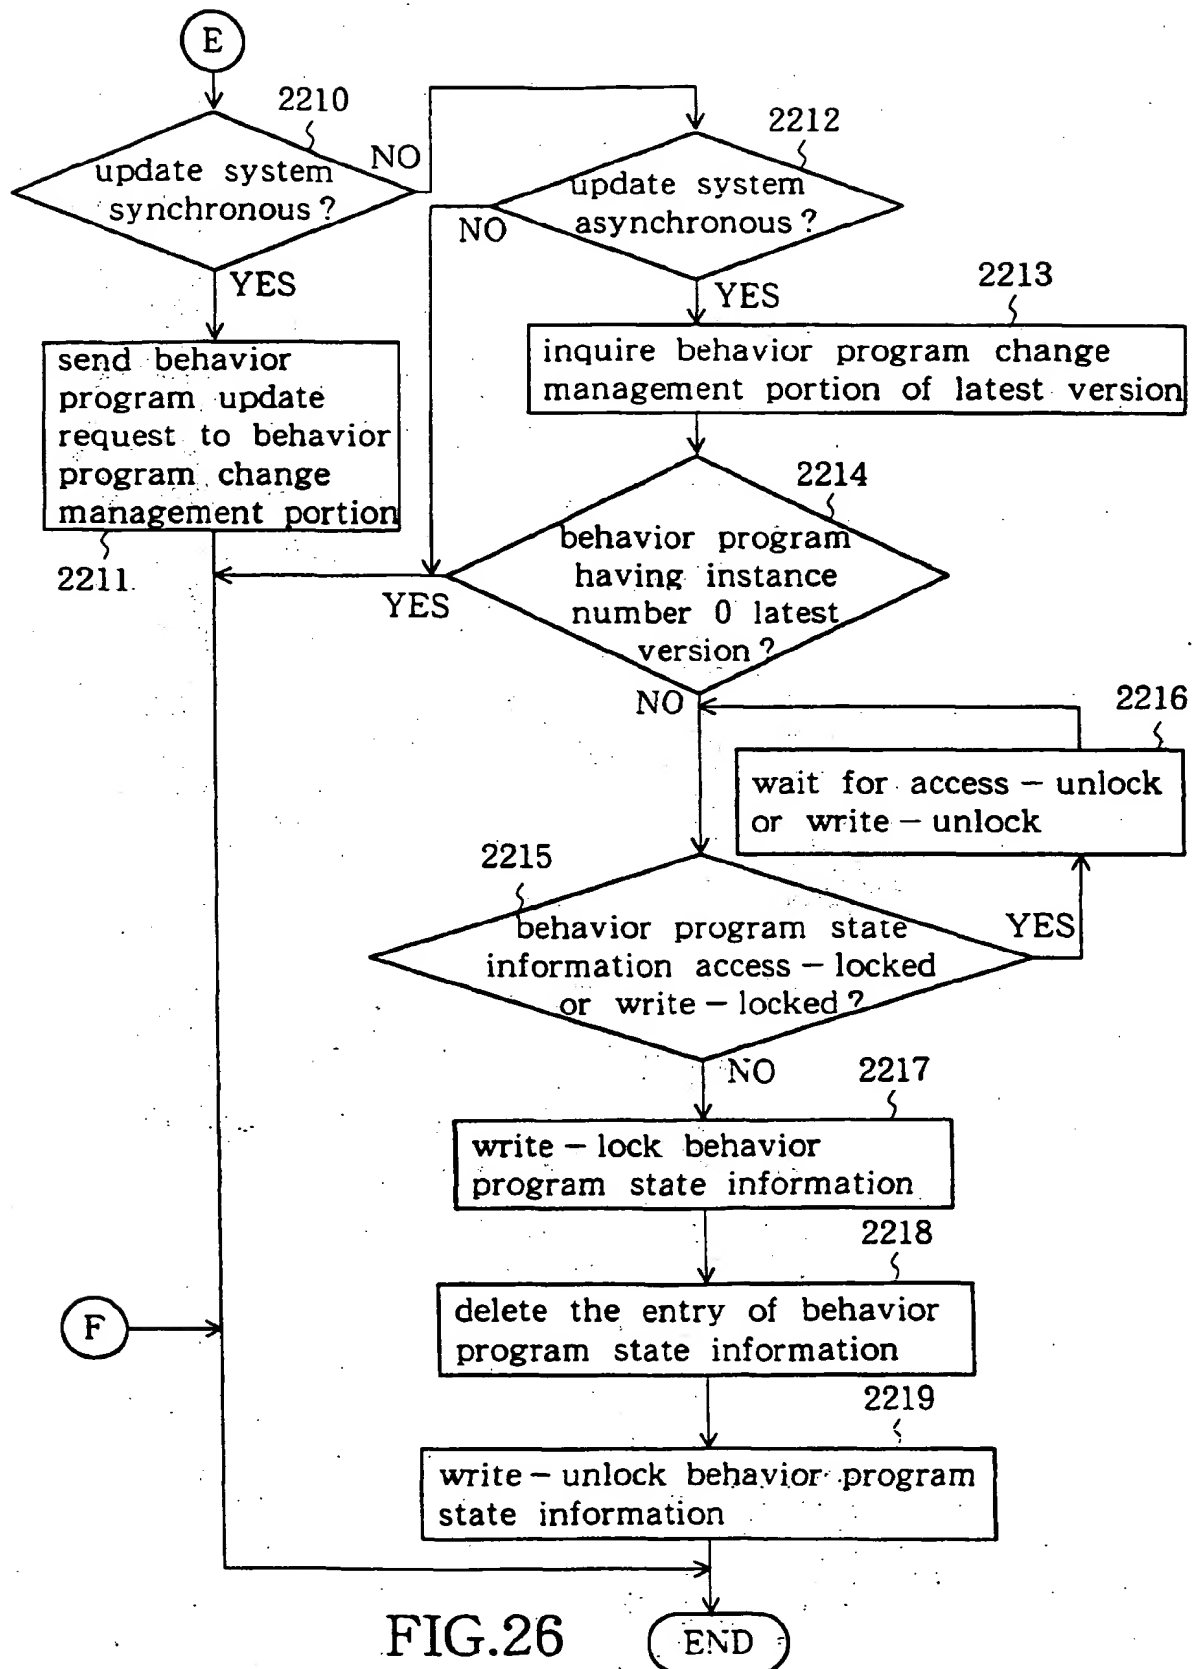 E
2210
update system
synchronous ?
NO
YES
2212
update system
asynchronous ?
NO
YES
send behavior
program update
request to behavior
program change
management portion
2211
2213
inquire behavior program change
management portion of latest version
2214
behavior program
having instance
number 0 latest
version ?
YES
NO
2216
wait for access – unlock
or write – unlock
2215
behavior program state
information access – locked
or write – locked ?
YES
NO
2217
write – lock behavior
program state information
2218
delete the entry of behavior
program state information
F
2219
write – unlock behavior program
state information
FIG.26
END